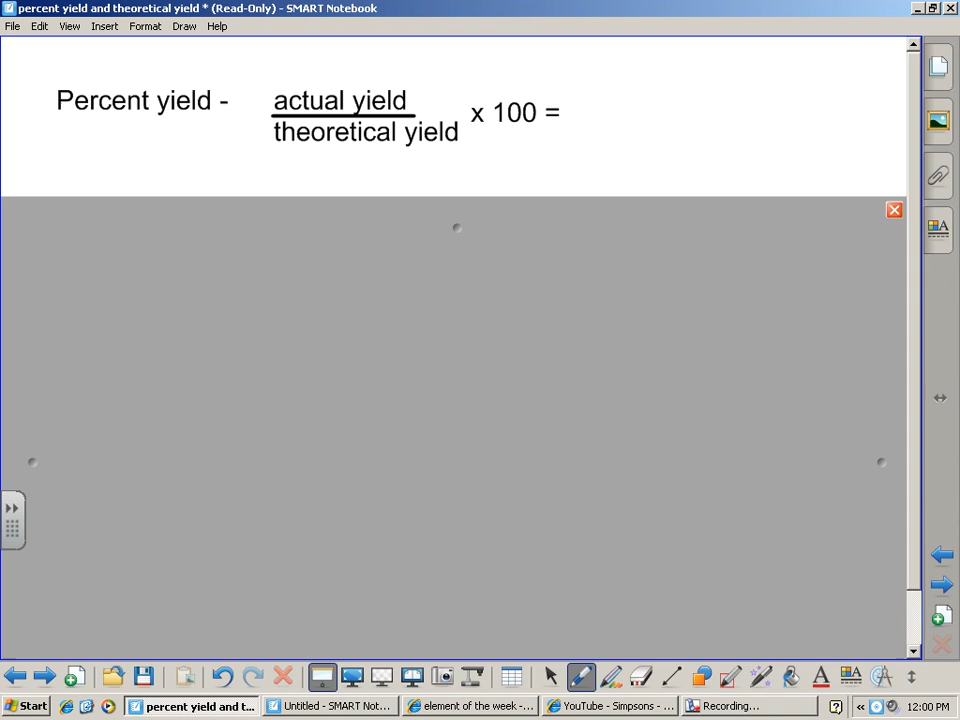 percent yield and theoretical yield * (Read-Only) - SMART Notebook
File Edit View Insert Format Draw Help
Percent yield - actual yield
theoretical yield
x 100 =
A
A
A
Start
percent yield and t...
Untitled - SMART Not...
element of the week -...
YouTube - Simpsons - ...
Recording...
?
«
12:00 PM